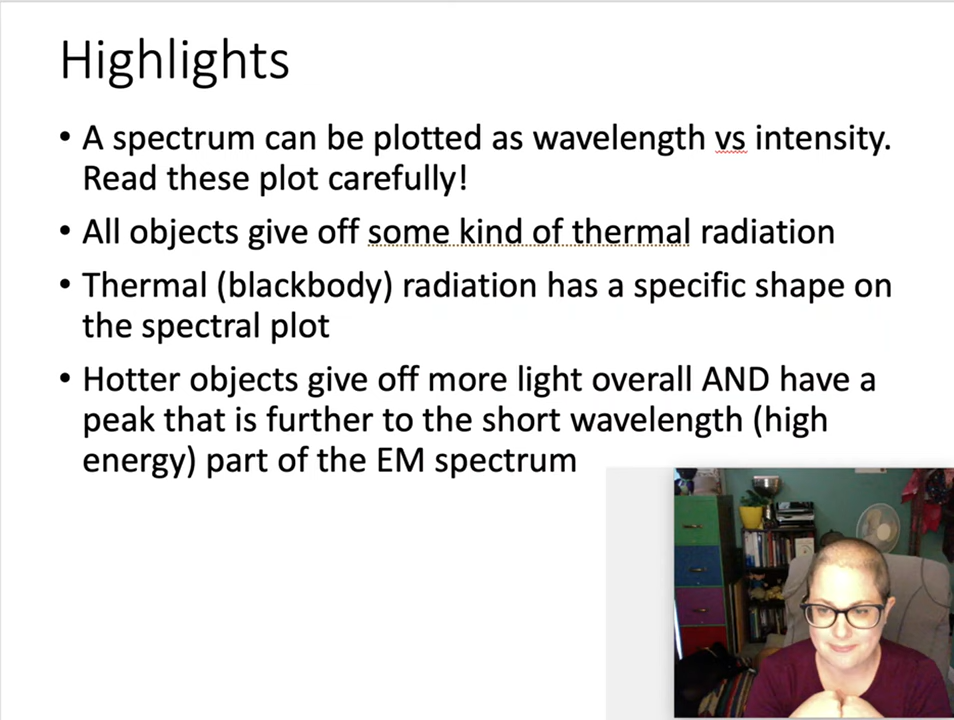 Highlights
• A spectrum can be plotted as wavelength vs intensity.
Read these plot carefully!
• All objects give off some kind of thermal radiation
• Thermal (blackbody) radiation has a specific shape on
the spectral plot
• Hotter objects give off more light overall AND have a
peak that is further to the short wavelength (high
energy) part of the EM spectrum